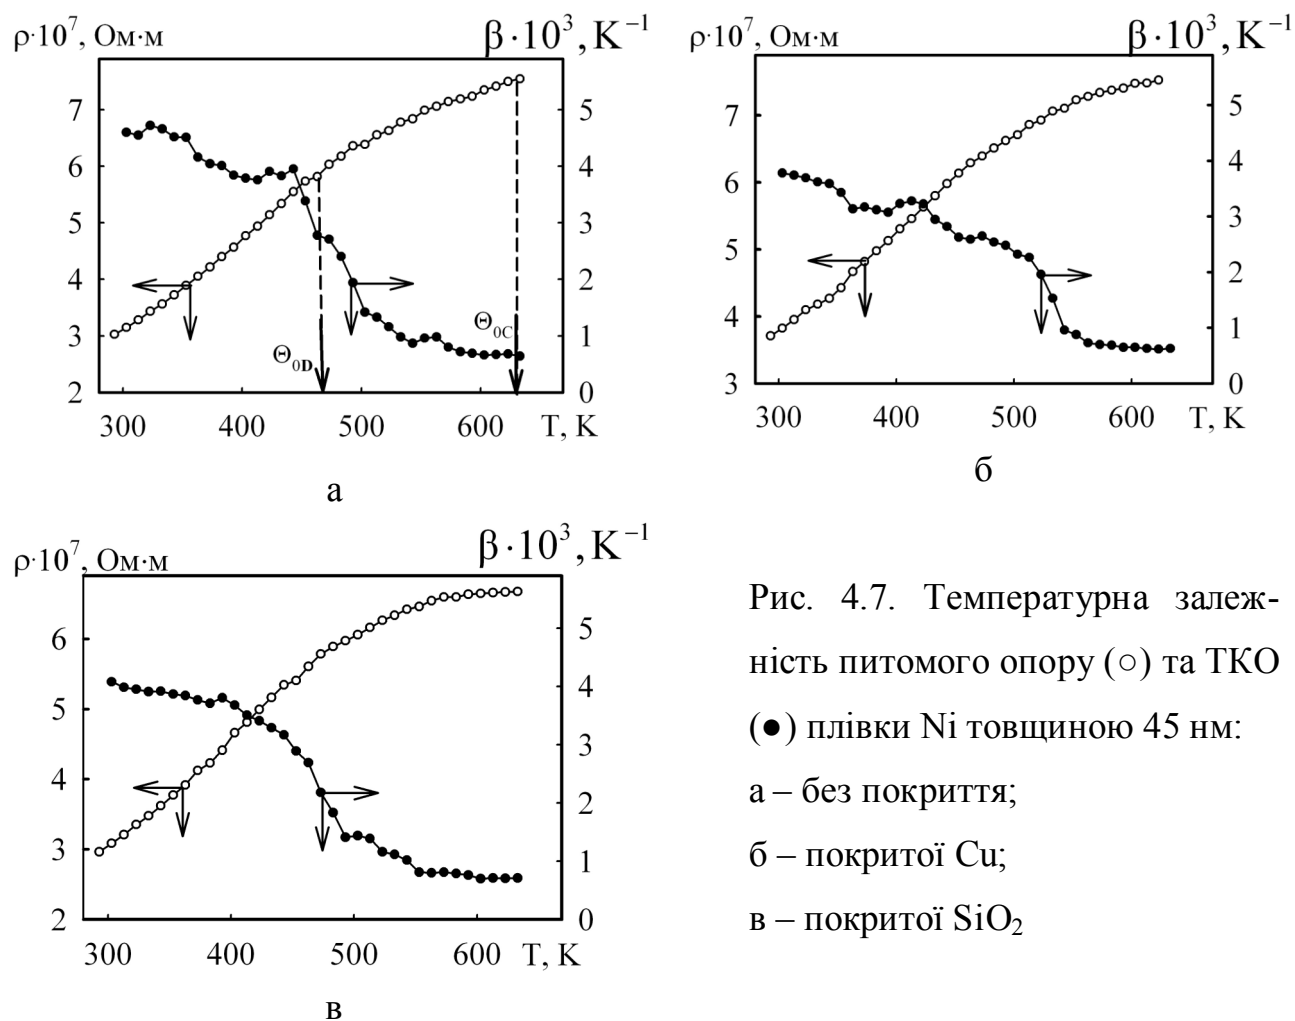 ρ·10⁷, Ом·м
β·10³, K⁻¹
7
6
5
4
3
2
5
4
3
2
1
0
Θ₀C
Θ₀D
300 400 500 600 T, K
а
ρ·10⁷, Ом·м
β·10³, K⁻¹
7
6
5
4
3
5
4
3
2
1
0
300 400 500 600 T, K
б
ρ·10⁷, Ом·м
β·10³, K⁻¹
6
5
4
3
2
5
4
3
2
1
0
300 400 500 600 T, K
в
Рис. 4.7. Температурна залеж-
ність питомого опору (○) та ТКО
(●) плівки Ni товщиною 45 нм:
а – без покриття;
б – покритої Cu;
в – покритої SiO₂